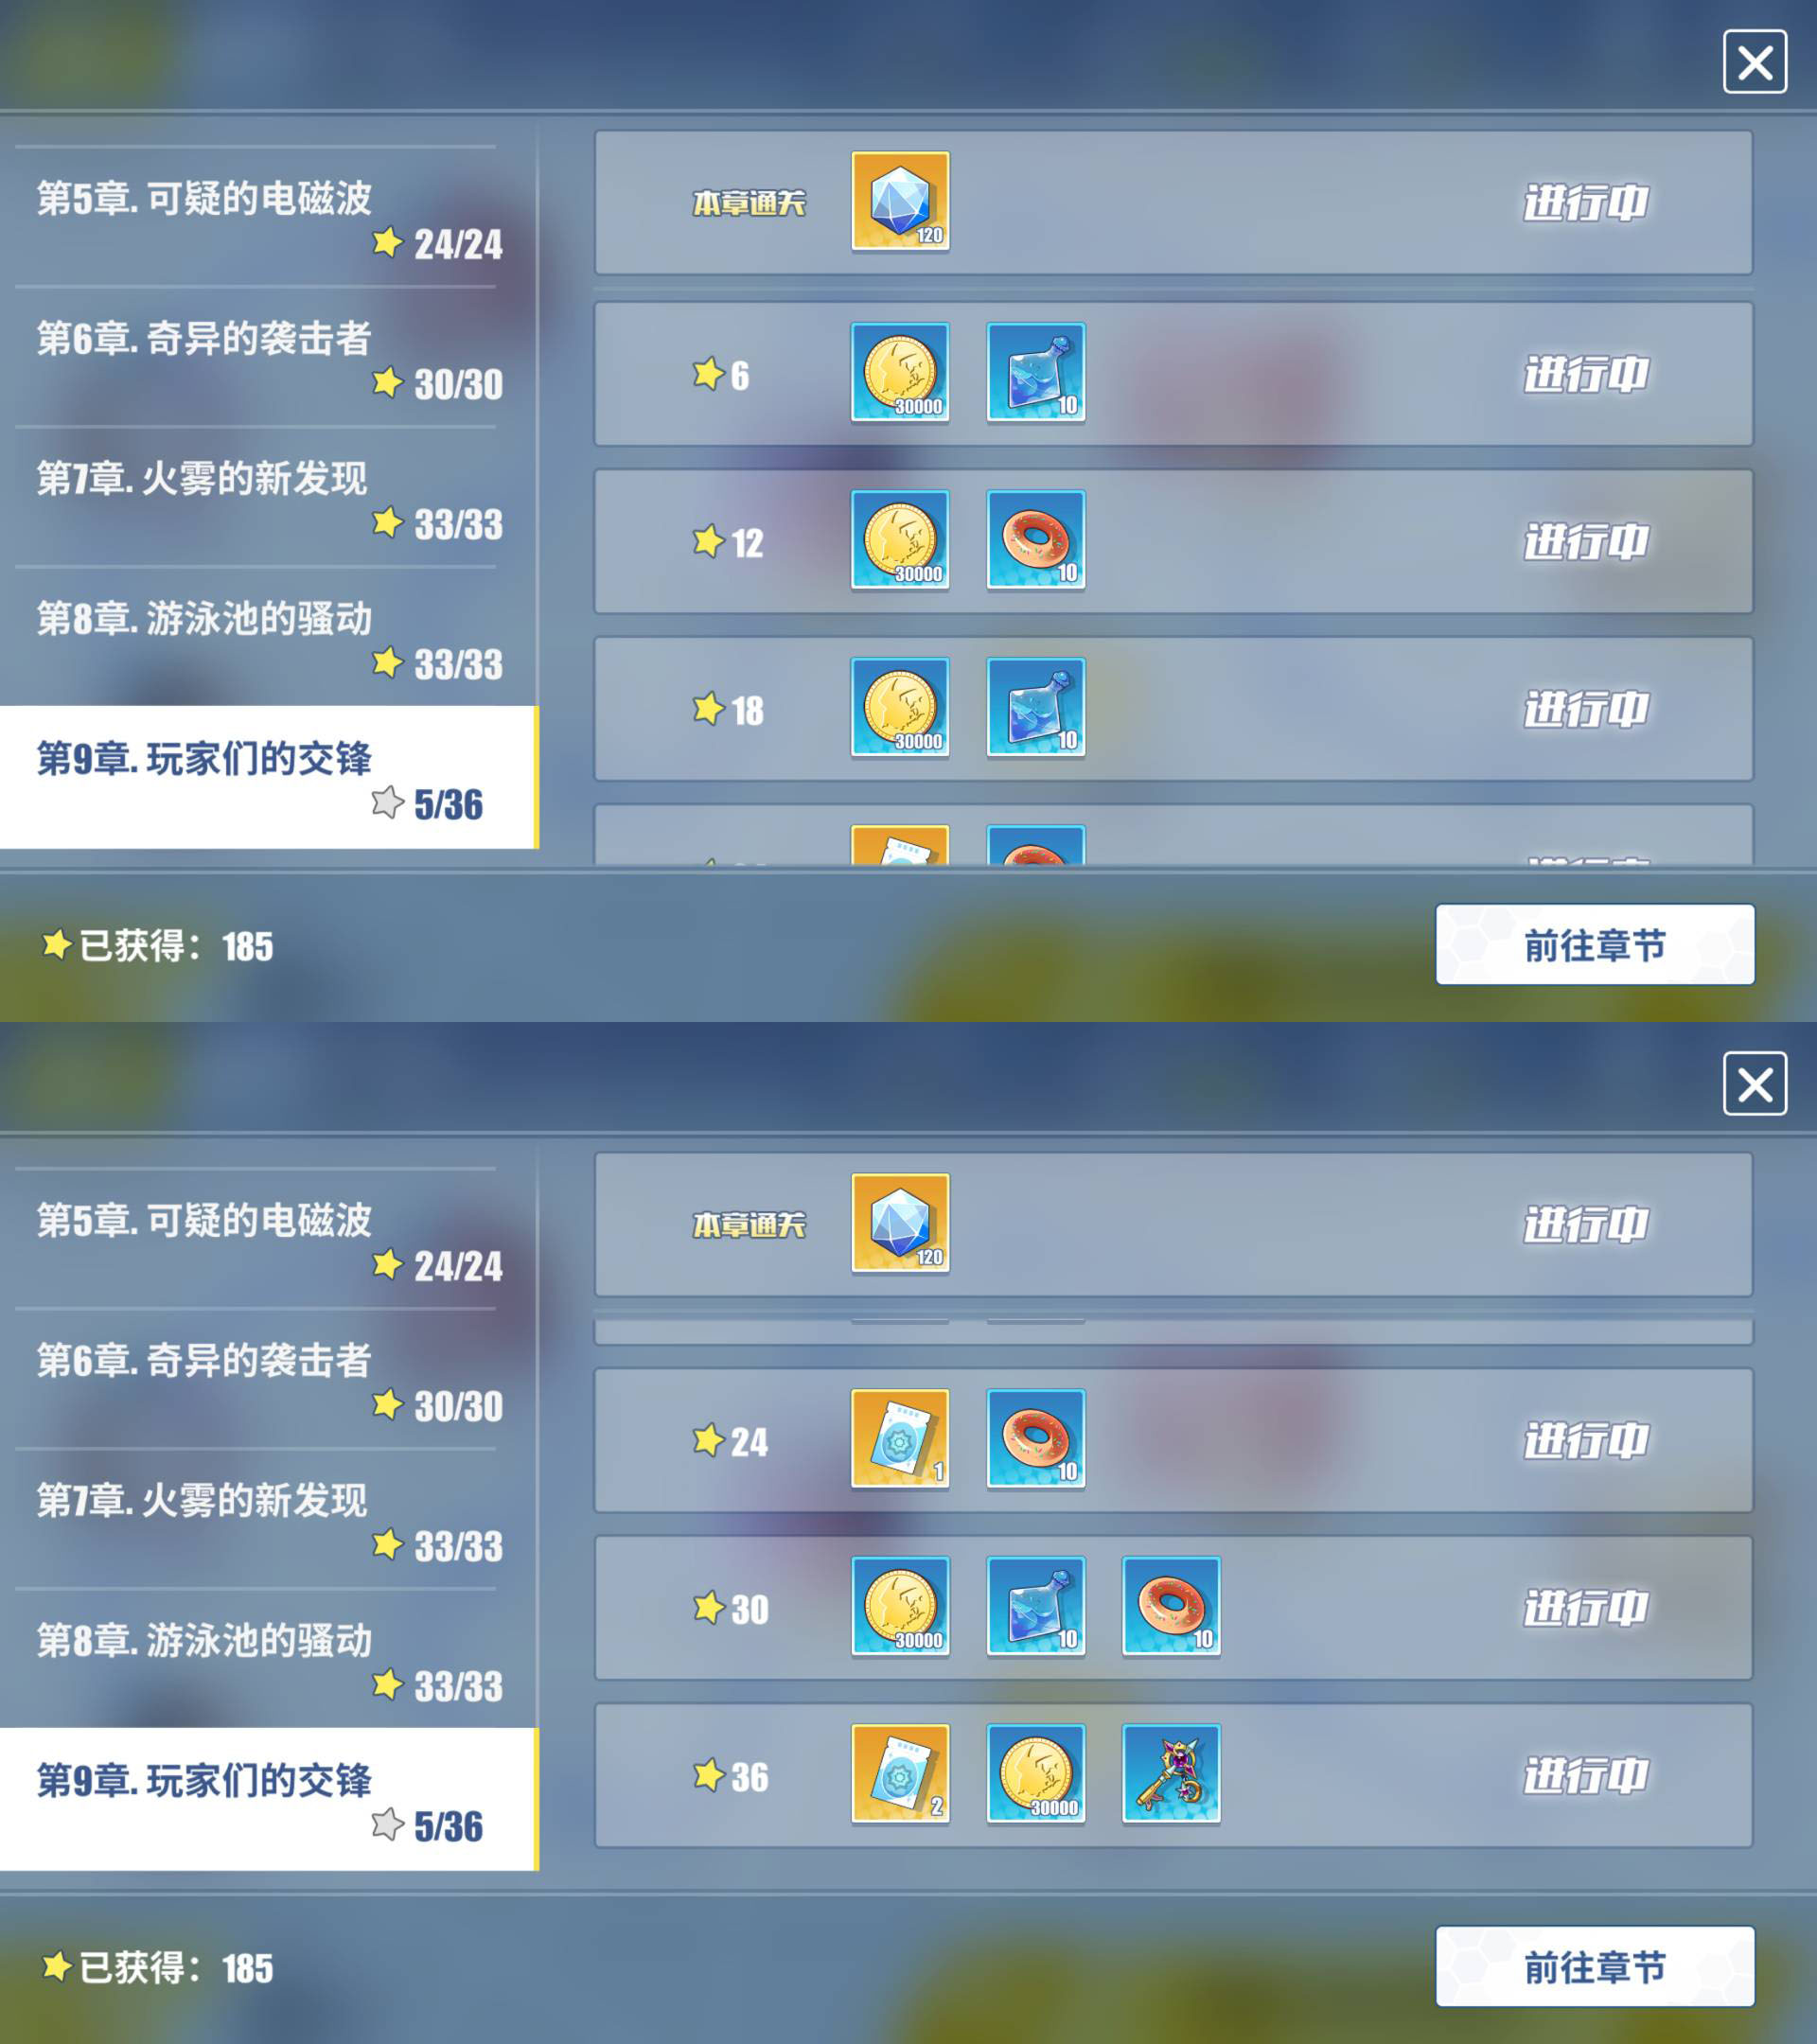 第5章. 可疑的电磁波
24/24
第6章. 奇异的袭击者
30/30
第7章. 火雾的新发现
33/33
第8章. 游泳池的骚动
33/33
第9章. 玩家们的交锋
5/36
本章通关
120
进行中
6
30000
10
进行中
12
30000
10
进行中
18
30000
10
进行中
已获得：185
前往章节
第5章. 可疑的电磁波
24/24
第6章. 奇异的袭击者
30/30
第7章. 火雾的新发现
33/33
第8章. 游泳池的骚动
33/33
第9章. 玩家们的交锋
5/36
本章通关
120
进行中
24
1
10
进行中
30
30000
10
10
进行中
36
2
30000
进行中
已获得：185
前往章节